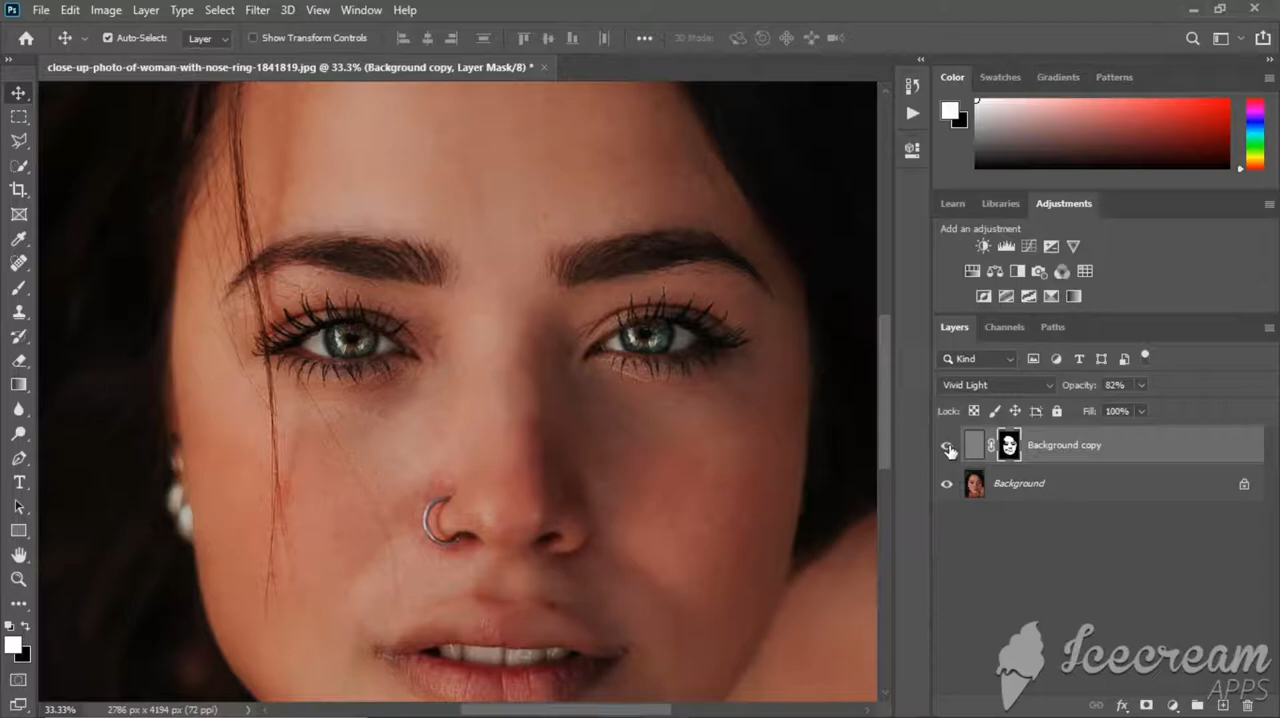 Ps File Edit Image Layer Type Select Filter 3D View Window Help
Auto-Select: Layer Show Transform Controls 3D Mode:
close-up-photo-of-woman-with-nose-ring-1841819.jpg @ 33.3% (Background copy, Layer Mask/8) *
Color Swatches Gradients Patterns
Learn Libraries Adjustments
Add an adjustment
Layers Channels Paths
Kind
Vivid Light Opacity: 82%
Lock: Fill: 100%
Background copy
Background
Icecream
APPS
33.33% 2786 px x 4194 px (72 ppi)